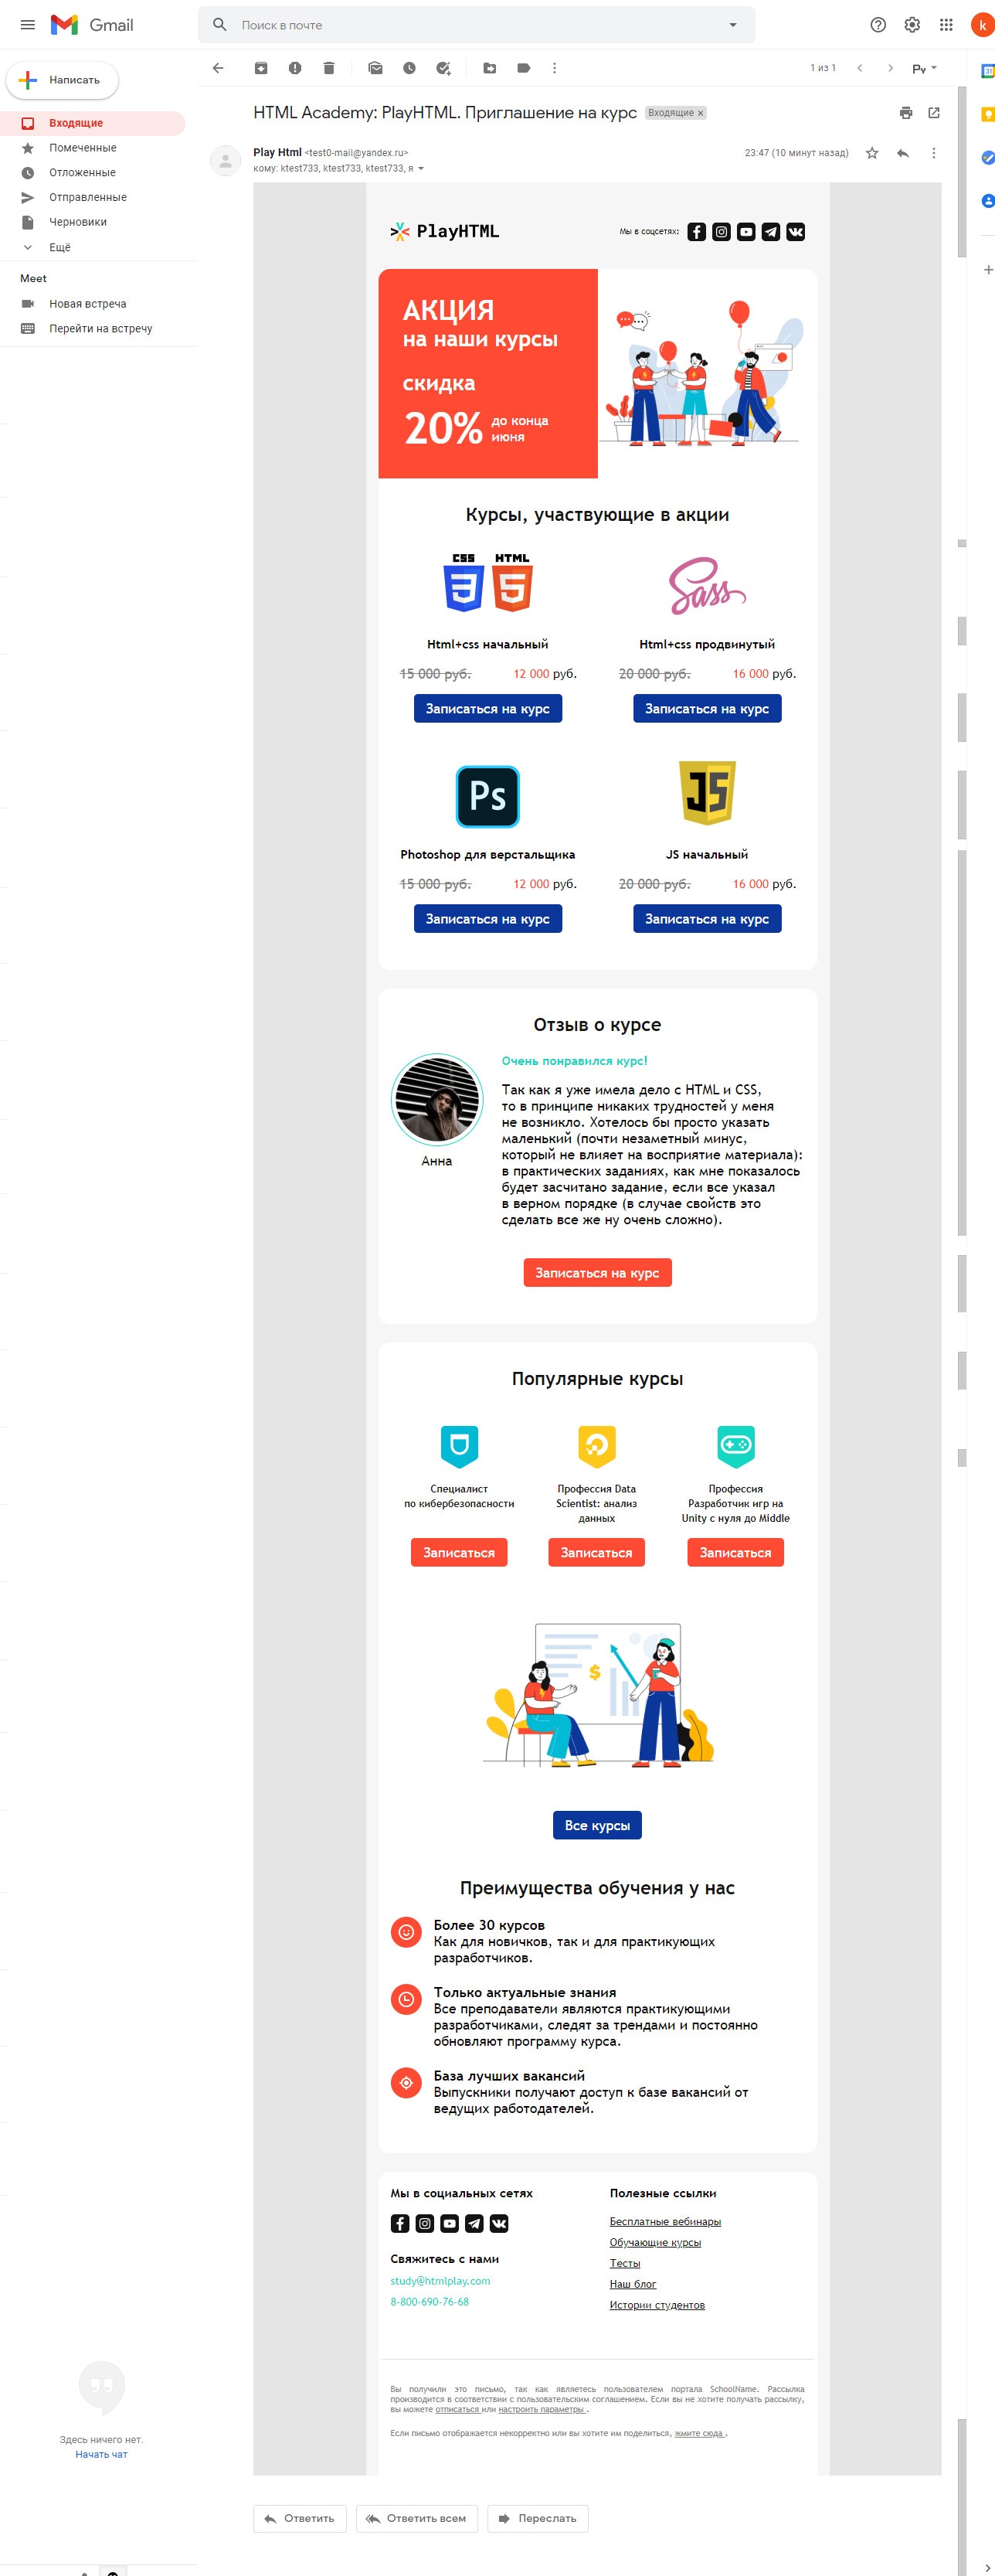 Gmail
Поиск в почте
Написать
Входящие
Помеченные
Отложенные
Отправленные
Черновики
Ещё
Meet
Новая встреча
Перейти на встречу
1 из 1
Ру
31
k
HTML Academy: PlayHTML. Приглашение на курс
Входящие ×
Play Html <test0-mail@yandex.ru>
23:47 (10 минут назад)
кому: ktest733, ktest733, ktest733, я
PlayHTML
Мы в соцсетях:
АКЦИЯ
на наши курсы
скидка
20% до конца
июня
Курсы, участвующие в акции
CSS HTML
3 5
Sass
Html+css начальный
Html+css продвинутый
15 000 руб. 12 000 руб.
20 000 руб. 16 000 руб.
Записаться на курс
Записаться на курс
Ps
JS
Photoshop для верстальщика
JS начальный
15 000 руб. 12 000 руб.
20 000 руб. 16 000 руб.
Записаться на курс
Записаться на курс
Отзыв о курсе
Анна
Очень понравился курс!
Так как я уже имела дело с HTML и CSS,
то в принципе никаких трудностей у меня
не возникло. Хотелось бы просто указать
маленький (почти незаметный минус,
который не влияет на восприятие материала):
в практических заданиях, как мне показалось
будет засчитано задание, если все указал
в верном порядке (в случае свойств это
сделать все же ну очень сложно).
Записаться на курс
Популярные курсы
Специалист
по кибербезопасности
Профессия Data
Scientist: анализ
данных
Профессия
Разработчик игр на
Unity с нуля до Middle
Записаться
Записаться
Записаться
$
Все курсы
Преимущества обучения у нас
Более 30 курсов
Как для новичков, так и для практикующих
разработчиков.
Только актуальные знания
Все преподаватели являются практикующими
разработчиками, следят за трендами и постоянно
обновляют программу курса.
База лучших вакансий
Выпускники получают доступ к базе вакансий от
ведущих работодателей.
Мы в социальных сетях
Свяжитесь с нами
study@htmlplay.com
8-800-690-76-68
Полезные ссылки
Бесплатные вебинары
Обучающие курсы
Тесты
Наш блог
Истории студентов
Вы получили это письмо, так как являетесь пользователем портала SchoolName. Рассылка
производится в соответствии с пользовательским соглашением. Если вы не хотите получать рассылку,
вы можете отписаться или настроить параметры .
Если письмо отображается некорректно или вы хотите им поделиться, жмите сюда .
Здесь ничего нет.
Начать чат
Ответить
Ответить всем
Переслать